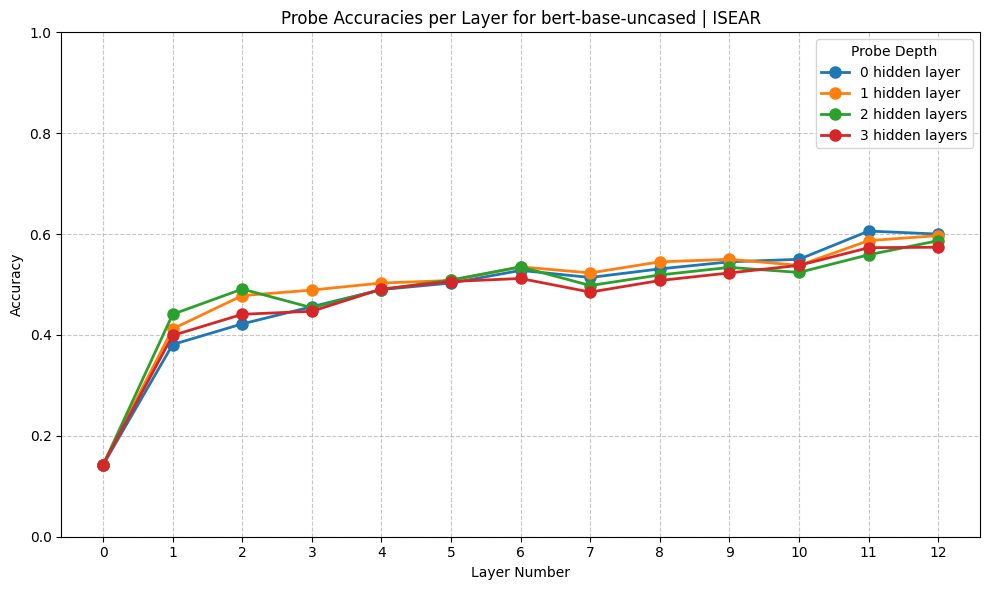 Probe Accuracies per Layer for bert-base-uncased | ISEAR
Probe Depth
0 hidden layer
1 hidden layer
2 hidden layers
3 hidden layers
Accuracy
1.0
0.8
0.6
0.4
0.2
0.0
0 1 2 3 4 5 6 7 8 9 10 11 12
Layer Number